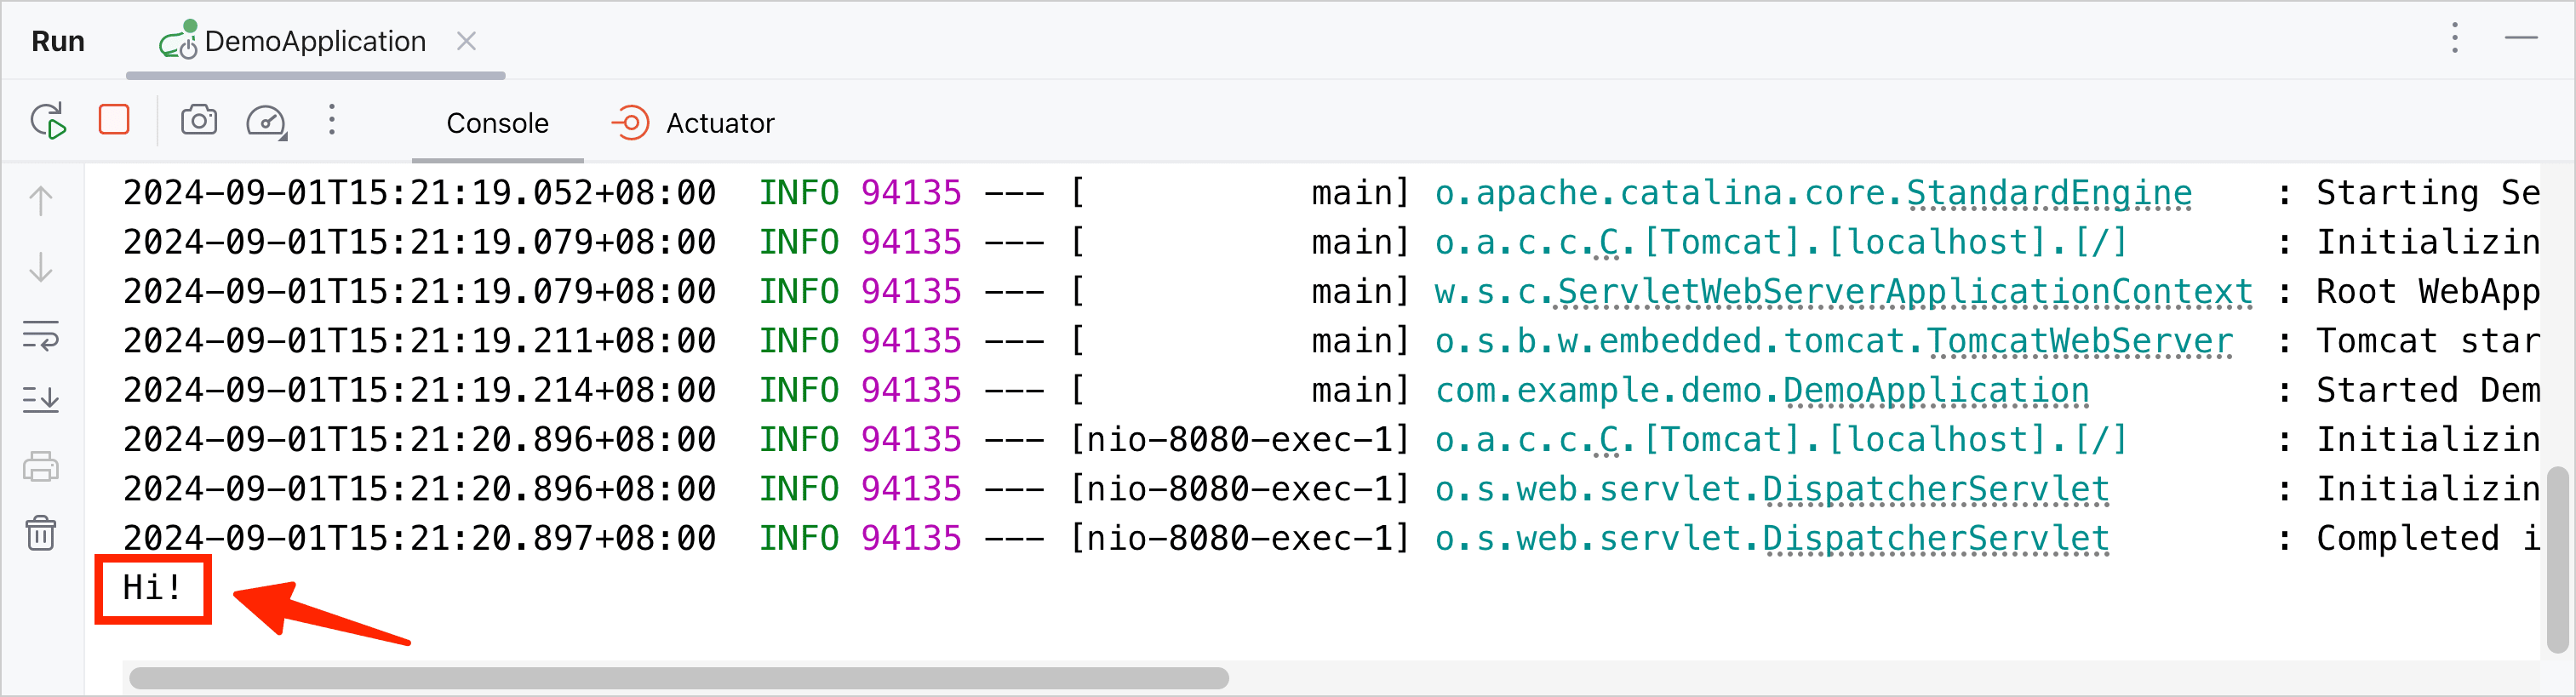 Run DemoApplication
Console Actuator
2024-09-01T15:21:19.052+08:00  INFO 94135 --- [           main] o.apache.catalina.core.StandardEngine    : Starting Se
2024-09-01T15:21:19.079+08:00  INFO 94135 --- [           main] o.a.c.c.C.[Tomcat].[localhost].[/]       : Initializin
2024-09-01T15:21:19.079+08:00  INFO 94135 --- [           main] w.s.c.ServletWebServerApplicationContext : Root WebApp
2024-09-01T15:21:19.211+08:00  INFO 94135 --- [           main] o.s.b.w.embedded.tomcat.TomcatWebServer  : Tomcat star
2024-09-01T15:21:19.214+08:00  INFO 94135 --- [           main] com.example.demo.DemoApplication         : Started Dem
2024-09-01T15:21:20.896+08:00  INFO 94135 --- [nio-8080-exec-1] o.a.c.c.C.[Tomcat].[localhost].[/]       : Initializin
2024-09-01T15:21:20.896+08:00  INFO 94135 --- [nio-8080-exec-1] o.s.web.servlet.DispatcherServlet        : Initializin
2024-09-01T15:21:20.897+08:00  INFO 94135 --- [nio-8080-exec-1] o.s.web.servlet.DispatcherServlet        : Completed i
Hi!